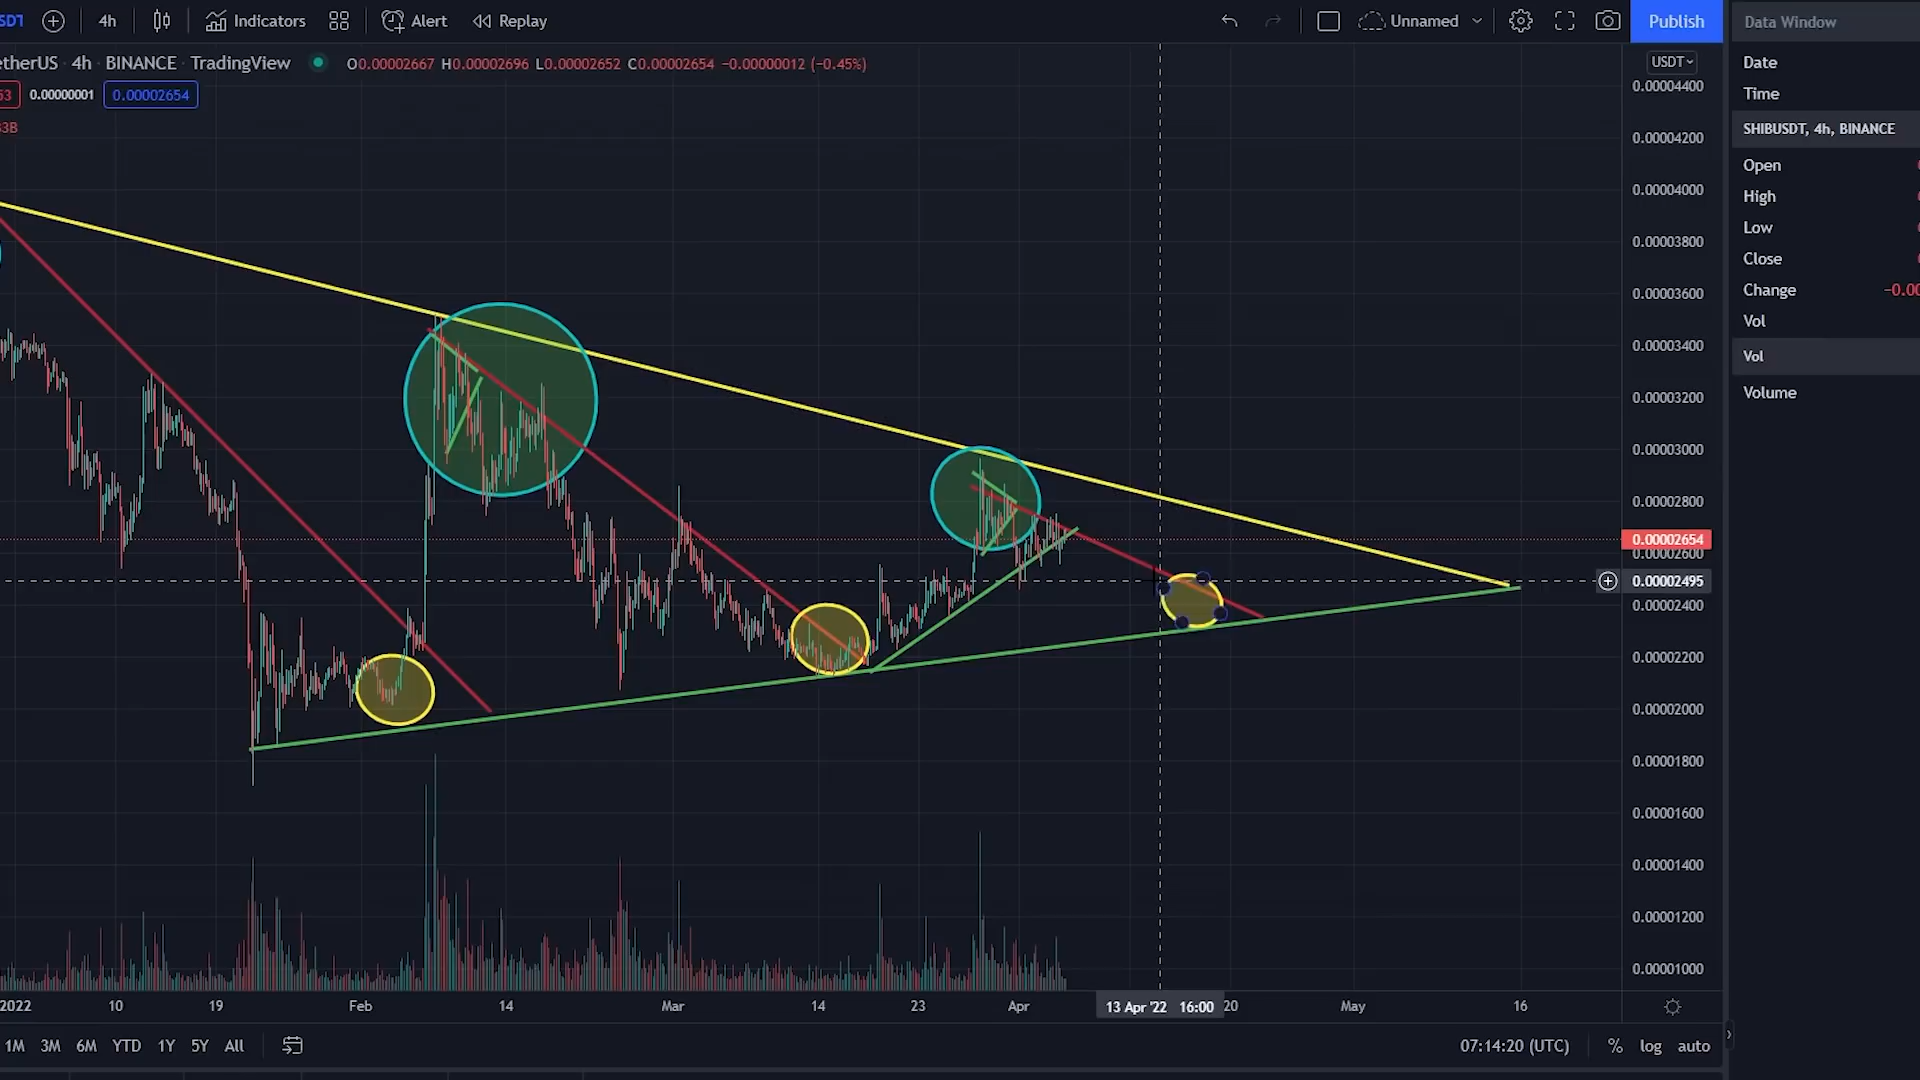 SDT 4h Indicators Alert Replay Unnamed Publish Data Window
etherUS 4h BINANCE TradingView O0.00002667 H0.00002696 L0.00002652 C0.00002654 −0.00000012 (−0.45%)
53 0.00000001 0.00002654
33B
USDT
0.00004400
0.00004200
0.00004000
0.00003800
0.00003600
0.00003400
0.00003200
0.00003000
0.00002800
0.00002654
0.00002600
0.00002495
0.00002400
0.00002200
0.00002000
0.00001800
0.00001600
0.00001400
0.00001200
0.00001000
Date
Time
SHIBUSDT, 4h, BINANCE
Open
High
Low
Close
Change −0.00
Vol
Vol
Volume
2022 10 19 Feb 14 Mar 14 23 Apr 13 Apr '22 16:00 20 May 16
1M 3M 6M YTD 1Y 5Y All 07:14:20 (UTC) % log auto